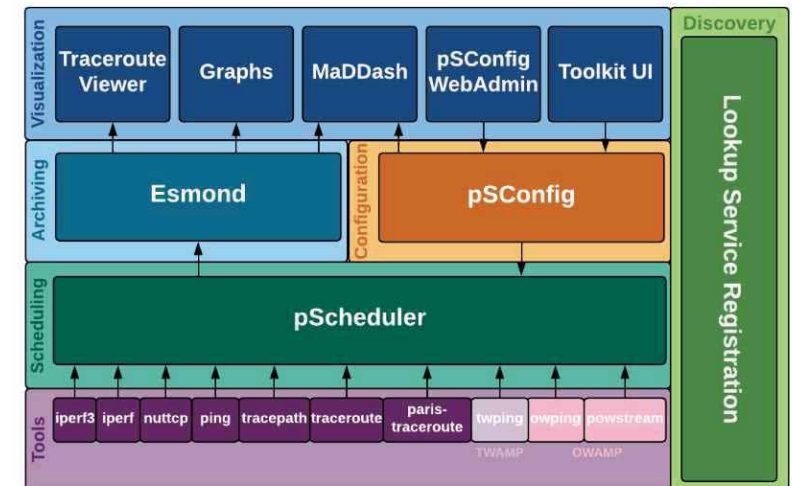 Visualization
Traceroute
Viewer
Graphs
MaDDash
pSConfig
WebAdmin
Toolkit UI
Discovery
Lookup Service Registration
Archiving
Esmond
Configuration
pSConfig
Scheduling
pScheduler
Tools
iperf3
iperf
nuttcp
ping
tracepath
traceroute
paris-
traceroute
twping
owping
powstream
TWAMP
OWAMP